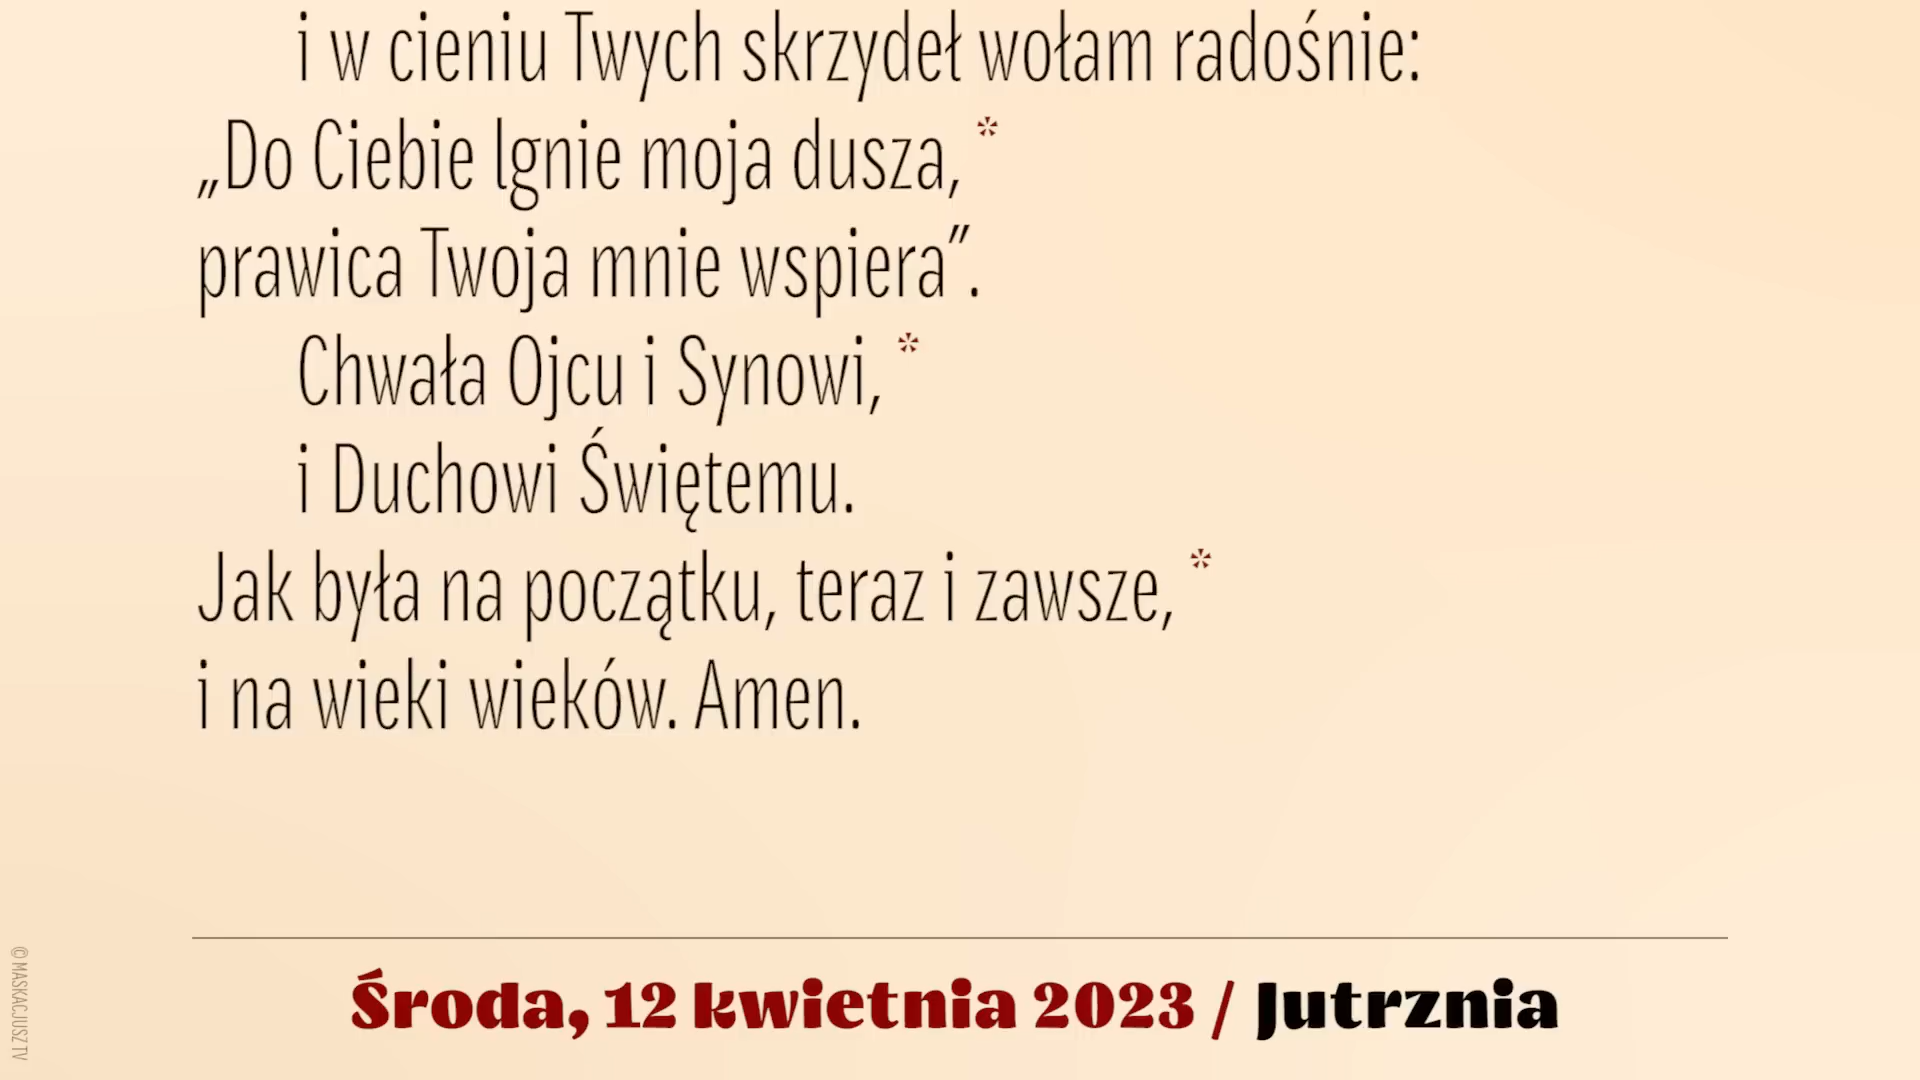 i w cieniu Twych skrzydeł wołam radośnie:
„Do Ciebie lgnie moja dusza, *
prawica Twoja mnie wspiera”.
Chwała Ojcu i Synowi, *
i Duchowi Świętemu.
Jak była na początku, teraz i zawsze, *
i na wieki wieków. Amen.
Środa, 12 kwietnia 2023 / Jutrznia
© MASKACJUSZ TV